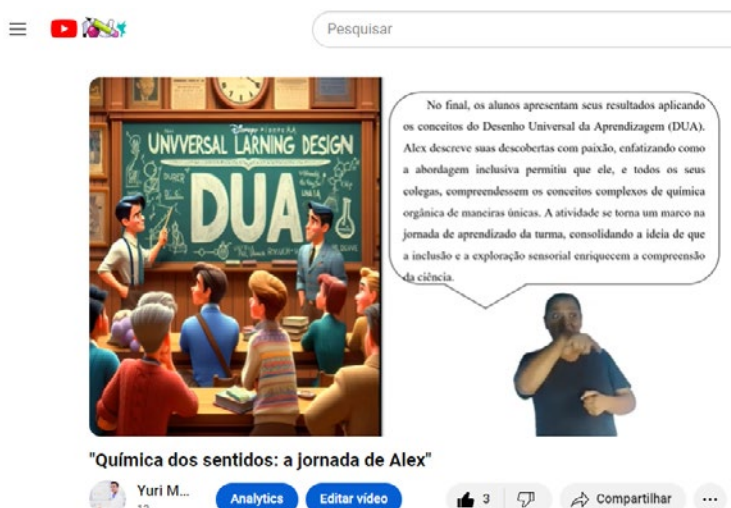 Pesquisar
Disney PIXAR
UNVVERSAL LARNING DESIGN
DUA
No final, os alunos apresentam seus resultados aplicando
os conceitos do Desenho Universal da Aprendizagem (DUA).
Alex descreve suas descobertas com paixão, enfatizando como
a abordagem inclusiva permitiu que ele, e todos os seus
colegas, compreendessem os conceitos complexos de química
orgânica de maneiras únicas. A atividade se torna um marco na
jornada de aprendizado da turma, consolidando a ideia de que
a inclusão e a exploração sensorial enriquecem a compreensão
da ciência.
"Química dos sentidos: a jornada de Alex"
Yuri M...
Analytics
Editar vídeo
3
Compartilhar
...